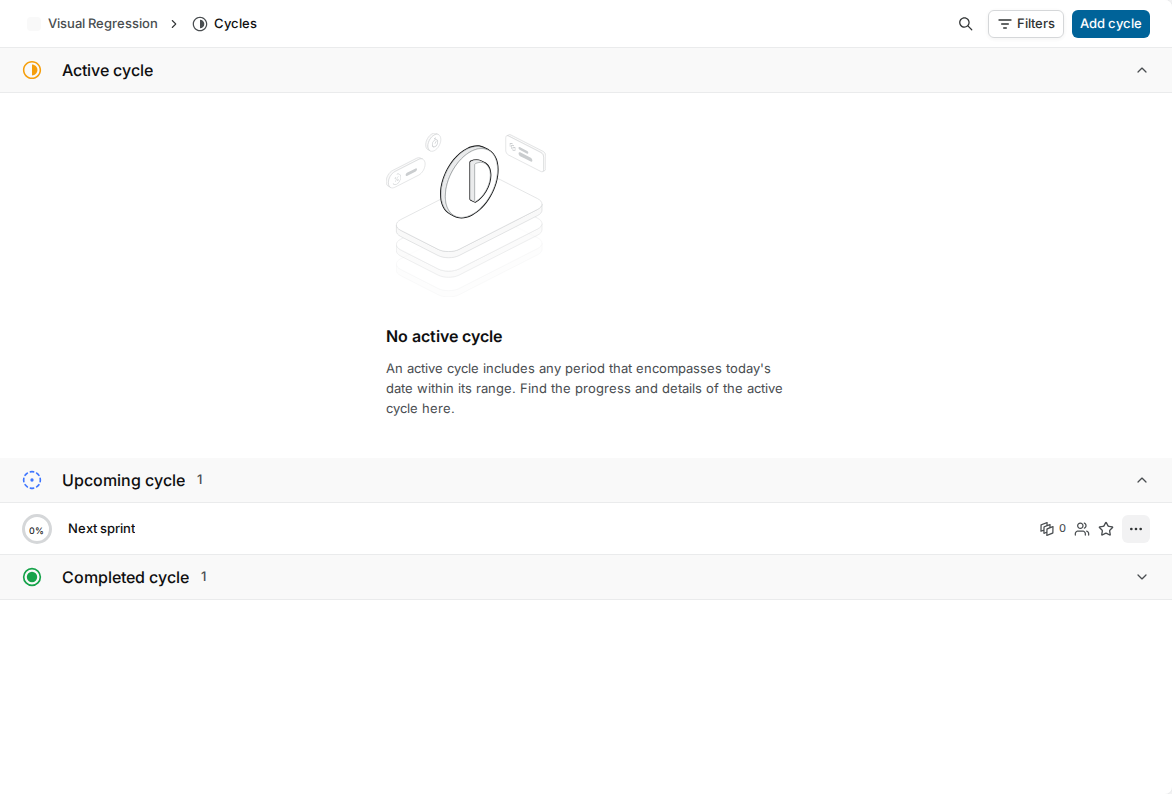 Visual Regression
Cycles
Filters
Add cycle
Active cycle
No active cycle
An active cycle includes any period that encompasses today's
date within its range. Find the progress and details of the active
cycle here.
Upcoming cycle 1
0% Next sprint 0
Completed cycle 1